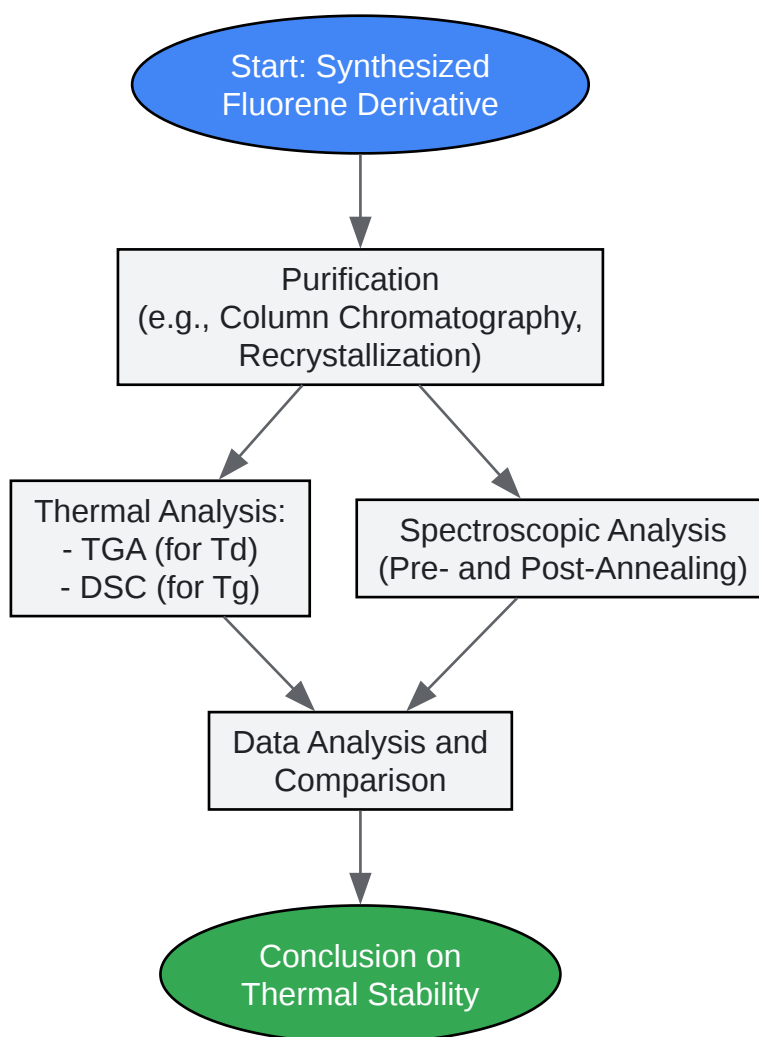 Start: Synthesized
Fluorene Derivative
Purification
(e.g., Column Chromatography,
Recrystallization)
Thermal Analysis:
- TGA (for Td)
- DSC (for Tg)
Spectroscopic Analysis
(Pre- and Post-Annealing)
Data Analysis and
Comparison
Conclusion on
Thermal Stability